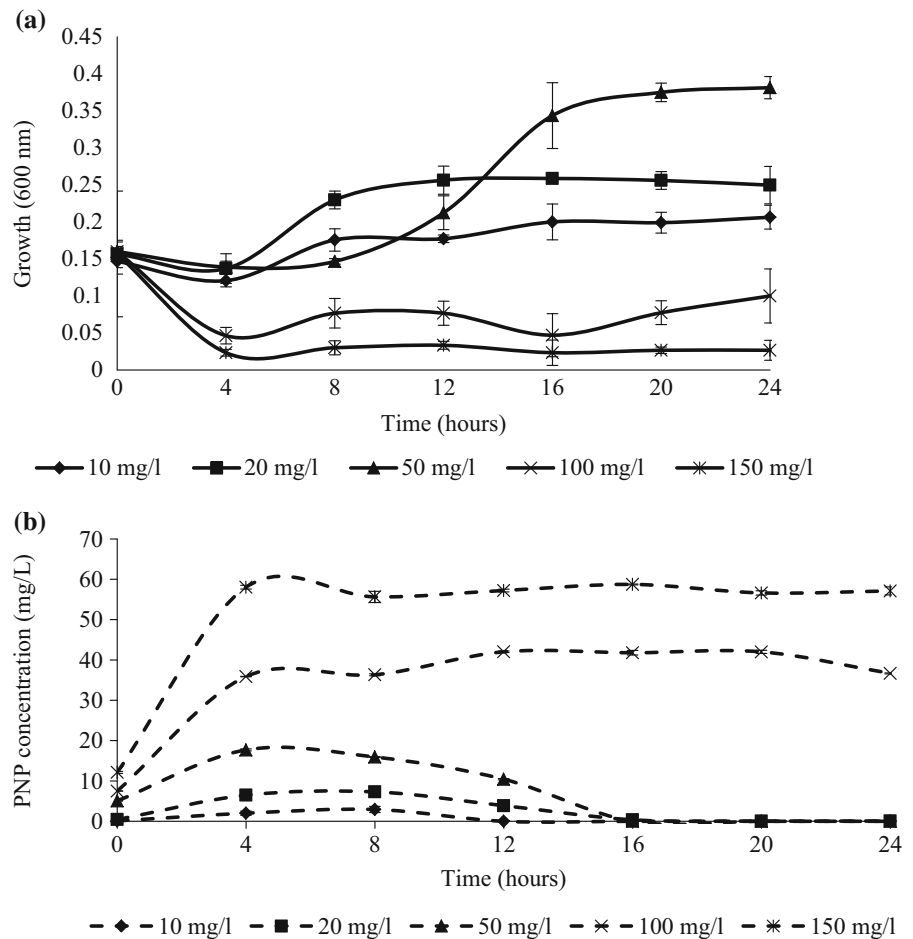 (a)
0.45
0.4
0.35
0.3
0.25
0.2
0.15
0.1
0.05
0
Growth (600 nm)
0 4 8 12 16 20 24
Time (hours)
10 mg/l 20 mg/l 50 mg/l 100 mg/l 150 mg/l
(b)
70
60
50
40
30
20
10
0
PNP concentration (mg/L)
0 4 8 12 16 20 24
Time (hours)
10 mg/l 20 mg/l 50 mg/l 100 mg/l 150 mg/l